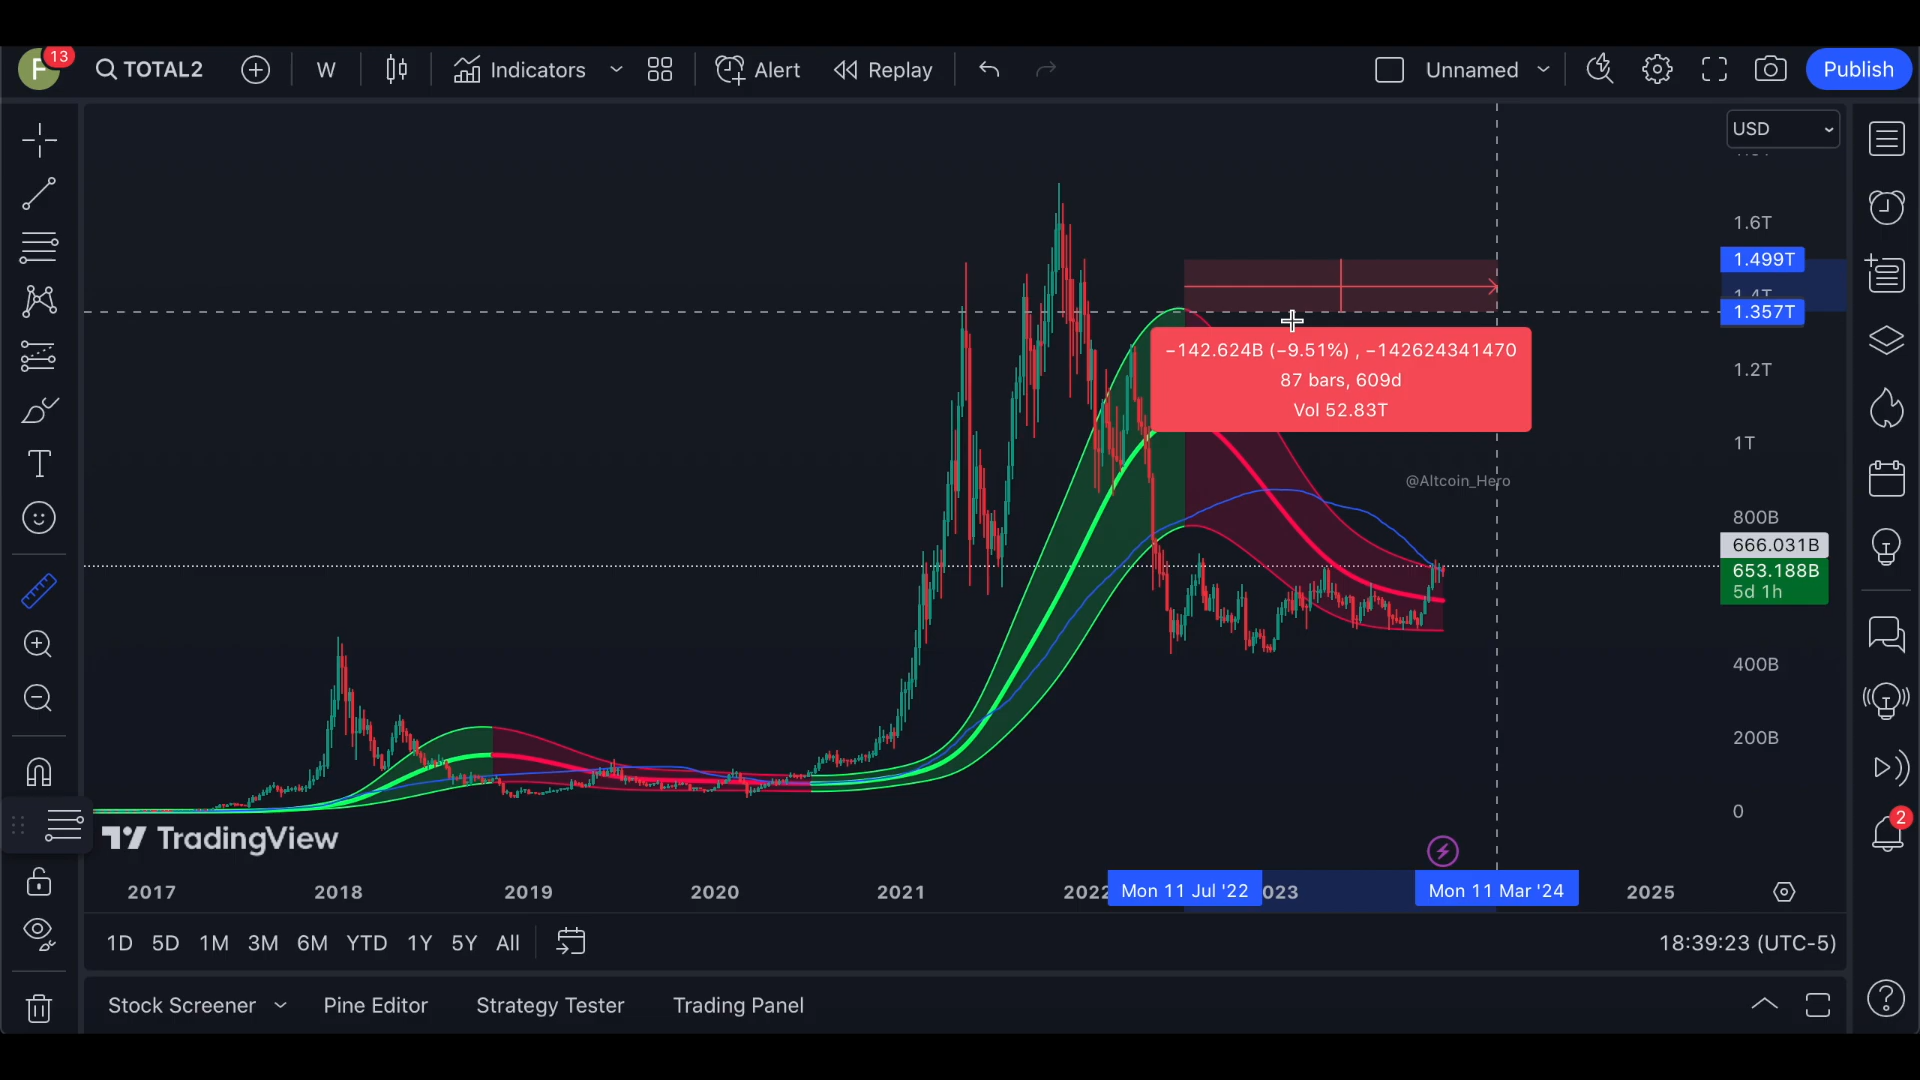 F
13
TOTAL2
W
Indicators
Alert
Replay
Unnamed
Publish
USD
1.6T
1.499T
1.4T
1.357T
−142.624B (−9.51%) , −142624341470
87 bars, 609d
Vol 52.83T
1.2T
1T
@Altcoin_Hero
800B
666.031B
653.188B
5d 1h
400B
200B
0
2
TradingView
2017
2018
2019
2020
2021
2022
Mon 11 Jul '22
023
Mon 11 Mar '24
2025
1D
5D
1M
3M
6M
YTD
1Y
5Y
All
18:39:23 (UTC-5)
Stock Screener
Pine Editor
Strategy Tester
Trading Panel